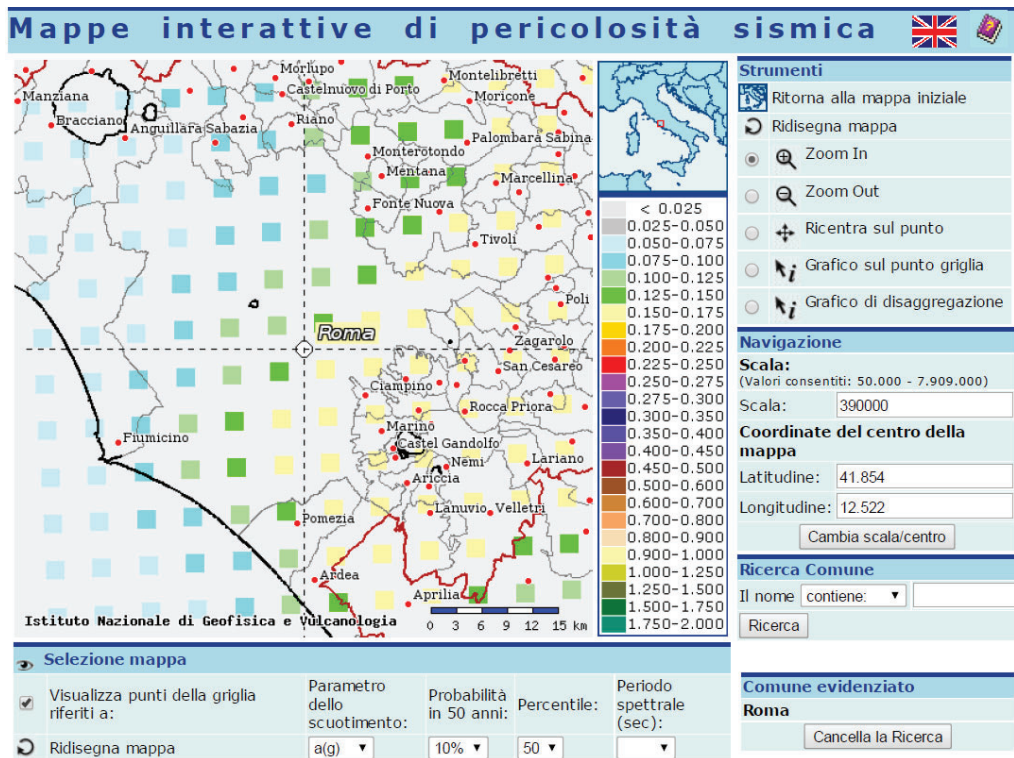 Mappe interattive di pericolosità sismica
Morlupo
Montelibretti
Manziana
Castelnuovo di Porto
Moricone
Bracciano
Anguillara Sabazia
Riano
Palombara Sabina
Monterotondo
Mentana
Marcellina
Fonte Nuova
Tivoli
Poli
Roma
Zagarolo
San Cesareo
Ciampino
Rocca Priora
Marino
Fiumicino
Castel Gandolfo
Nemi
Lariano
Ariccia
Lanuvio
Velletri
Pomezia
Ardea
Aprilia
Istituto Nazionale di Geofisica e Vulcanologia
0 3 6 9 12 15 km
< 0.025
0.025-0.050
0.050-0.075
0.075-0.100
0.100-0.125
0.125-0.150
0.150-0.175
0.175-0.200
0.200-0.225
0.225-0.250
0.250-0.275
0.275-0.300
0.300-0.350
0.350-0.400
0.400-0.450
0.450-0.500
0.500-0.600
0.600-0.700
0.700-0.800
0.800-0.900
0.900-1.000
1.000-1.250
1.250-1.500
1.500-1.750
1.750-2.000
Strumenti
Ritorna alla mappa iniziale
Ridisegna mappa
Zoom In
Zoom Out
Ricentra sul punto
Grafico sul punto griglia
Grafico di disaggregazione
Navigazione
Scala:
(Valori consentiti: 50.000 - 7.909.000)
Scala: 390000
Coordinate del centro della
mappa
Latitudine: 41.854
Longitudine: 12.522
Cambia scala/centro
Ricerca Comune
Il nome contiene:
Ricerca
Comune evidenziato
Roma
Cancella la Ricerca
Selezione mappa
Visualizza punti della griglia
riferiti a:
Parametro
dello
scuotimento:
Probabilità
in 50 anni:
Percentile:
Periodo
spettrale
(sec):
Ridisegna mappa
a(g) 10% 50